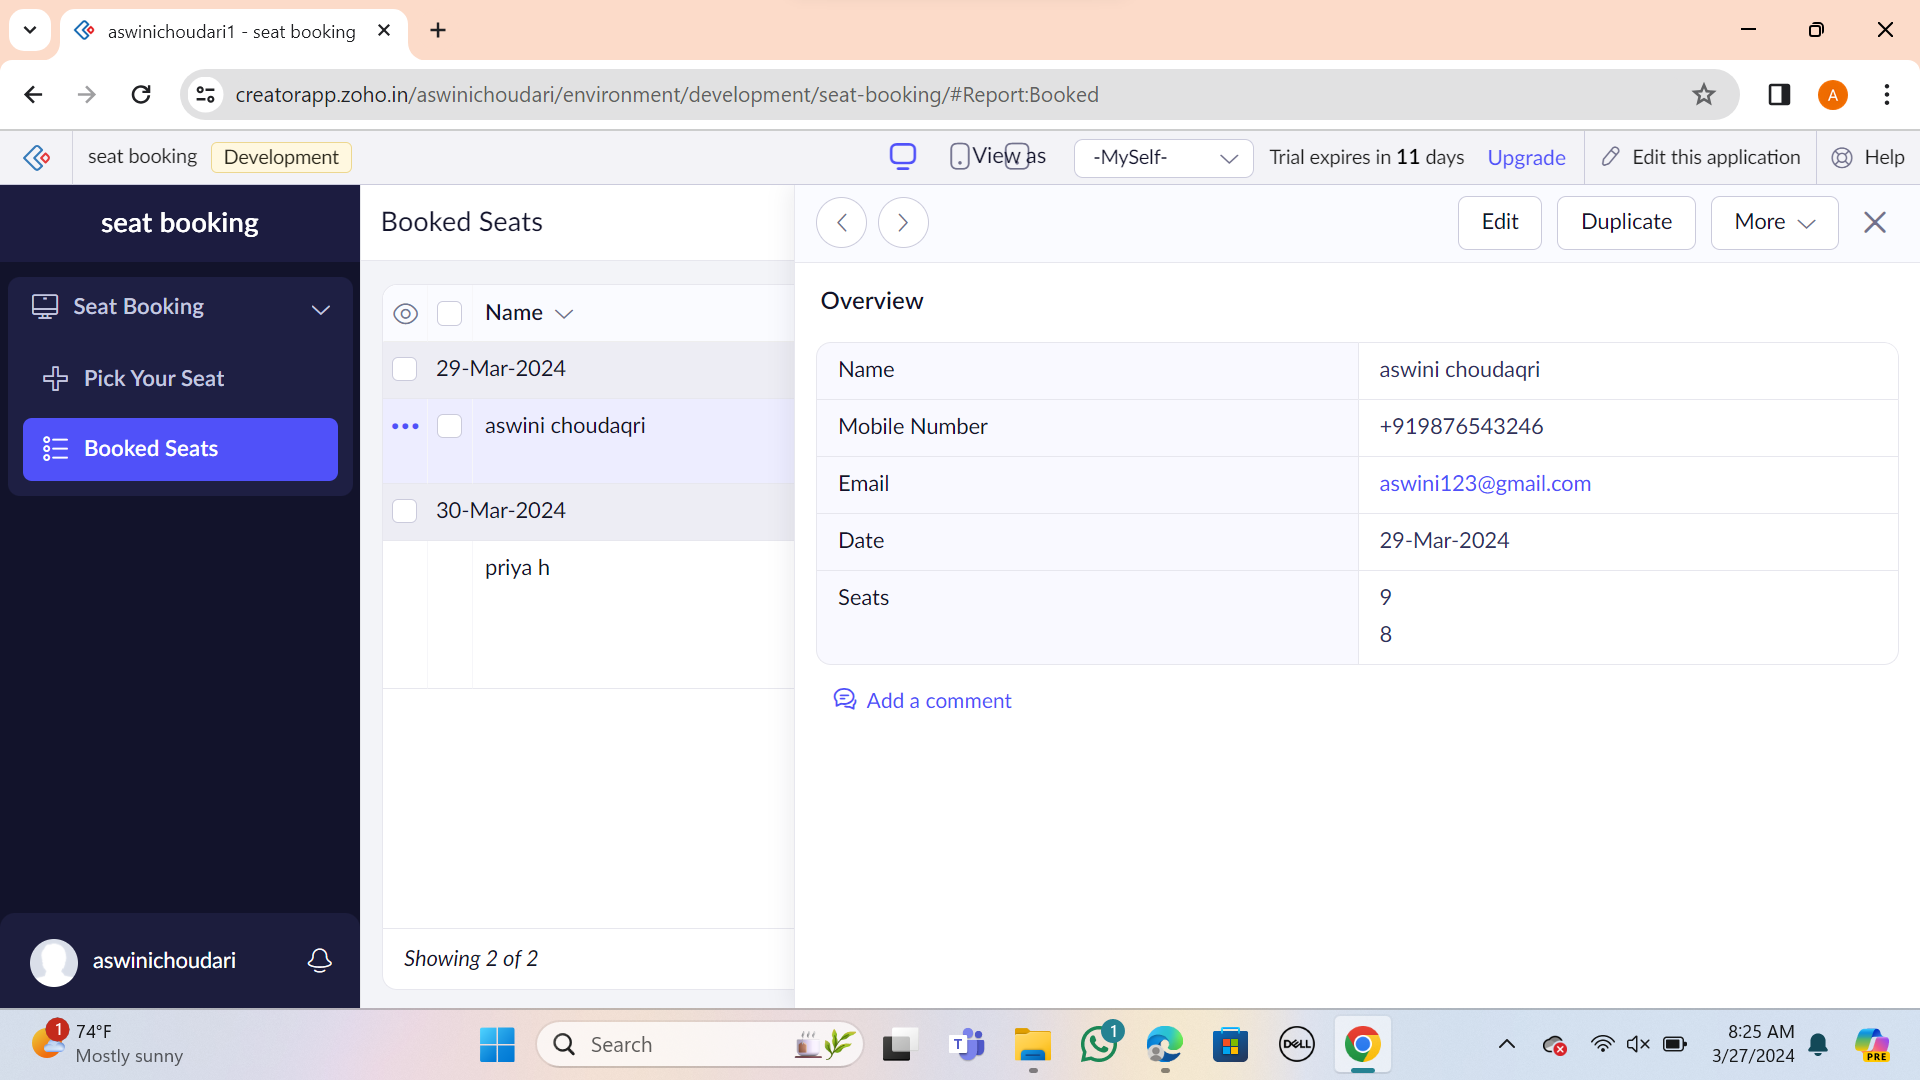 aswinichoudari1 - seat booking
creatorapp.zoho.in/aswinichoudari/environment/development/seat-booking/#Report:Booked
A
seat booking
Development
View as
-MySelf-
Trial expires in 11 days
Upgrade
Edit this application
Help
seat booking
Seat Booking
Pick Your Seat
Booked Seats
aswinichoudari
Booked Seats
Name
29-Mar-2024
aswini choudaqri
30-Mar-2024
priya h
Showing 2 of 2
Edit
Duplicate
More
Overview
Name
aswini choudaqri
Mobile Number
+919876543246
Email
aswini123@gmail.com
Date
29-Mar-2024
Seats
9
8
Add a comment
1
74°F
Mostly sunny
Search
T
1
DELL
8:25 AM
3/27/2024
PRE